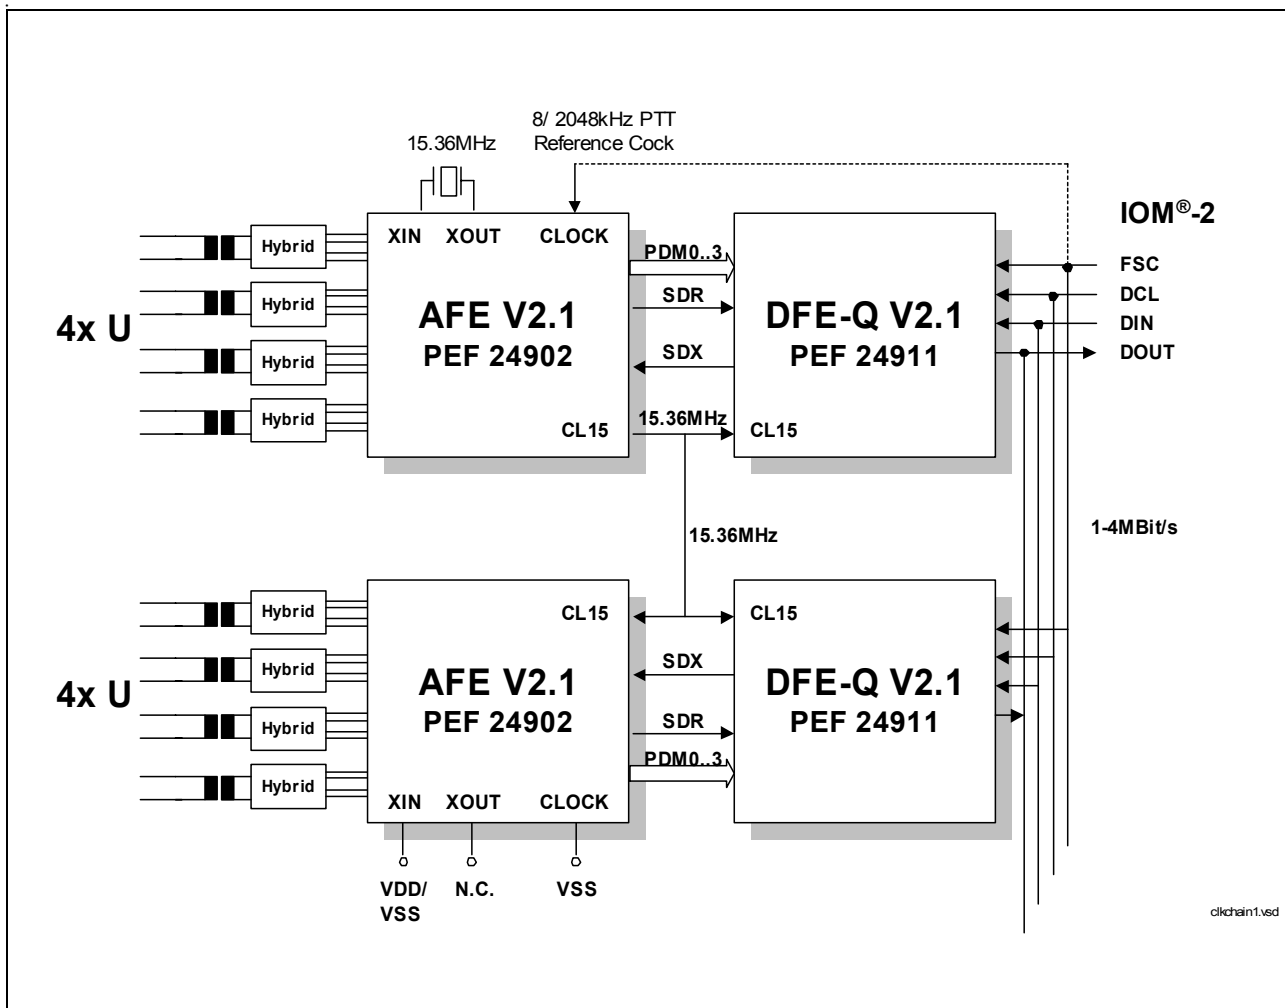 8/ 2048kHz PTT
Reference Cock
15.36MHz
IOM®-2
XIN XOUT CLOCK
PDM0..3
FSC
DCL
DIN
DOUT
Hybrid
Hybrid
Hybrid
Hybrid
4x U
AFE V2.1
PEF 24902
SDR
SDX
DFE-Q V2.1
PEF 24911
15.36MHz
CL15
CL15
15.36MHz
1-4MBit/s
Hybrid
Hybrid
Hybrid
Hybrid
4x U
CL15
CL15
SDX
AFE V2.1
PEF 24902
SDR
DFE-Q V2.1
PEF 24911
PDM0..3
XIN XOUT CLOCK
VDD/
VSS
N.C.
VSS
clkchain1.vsd